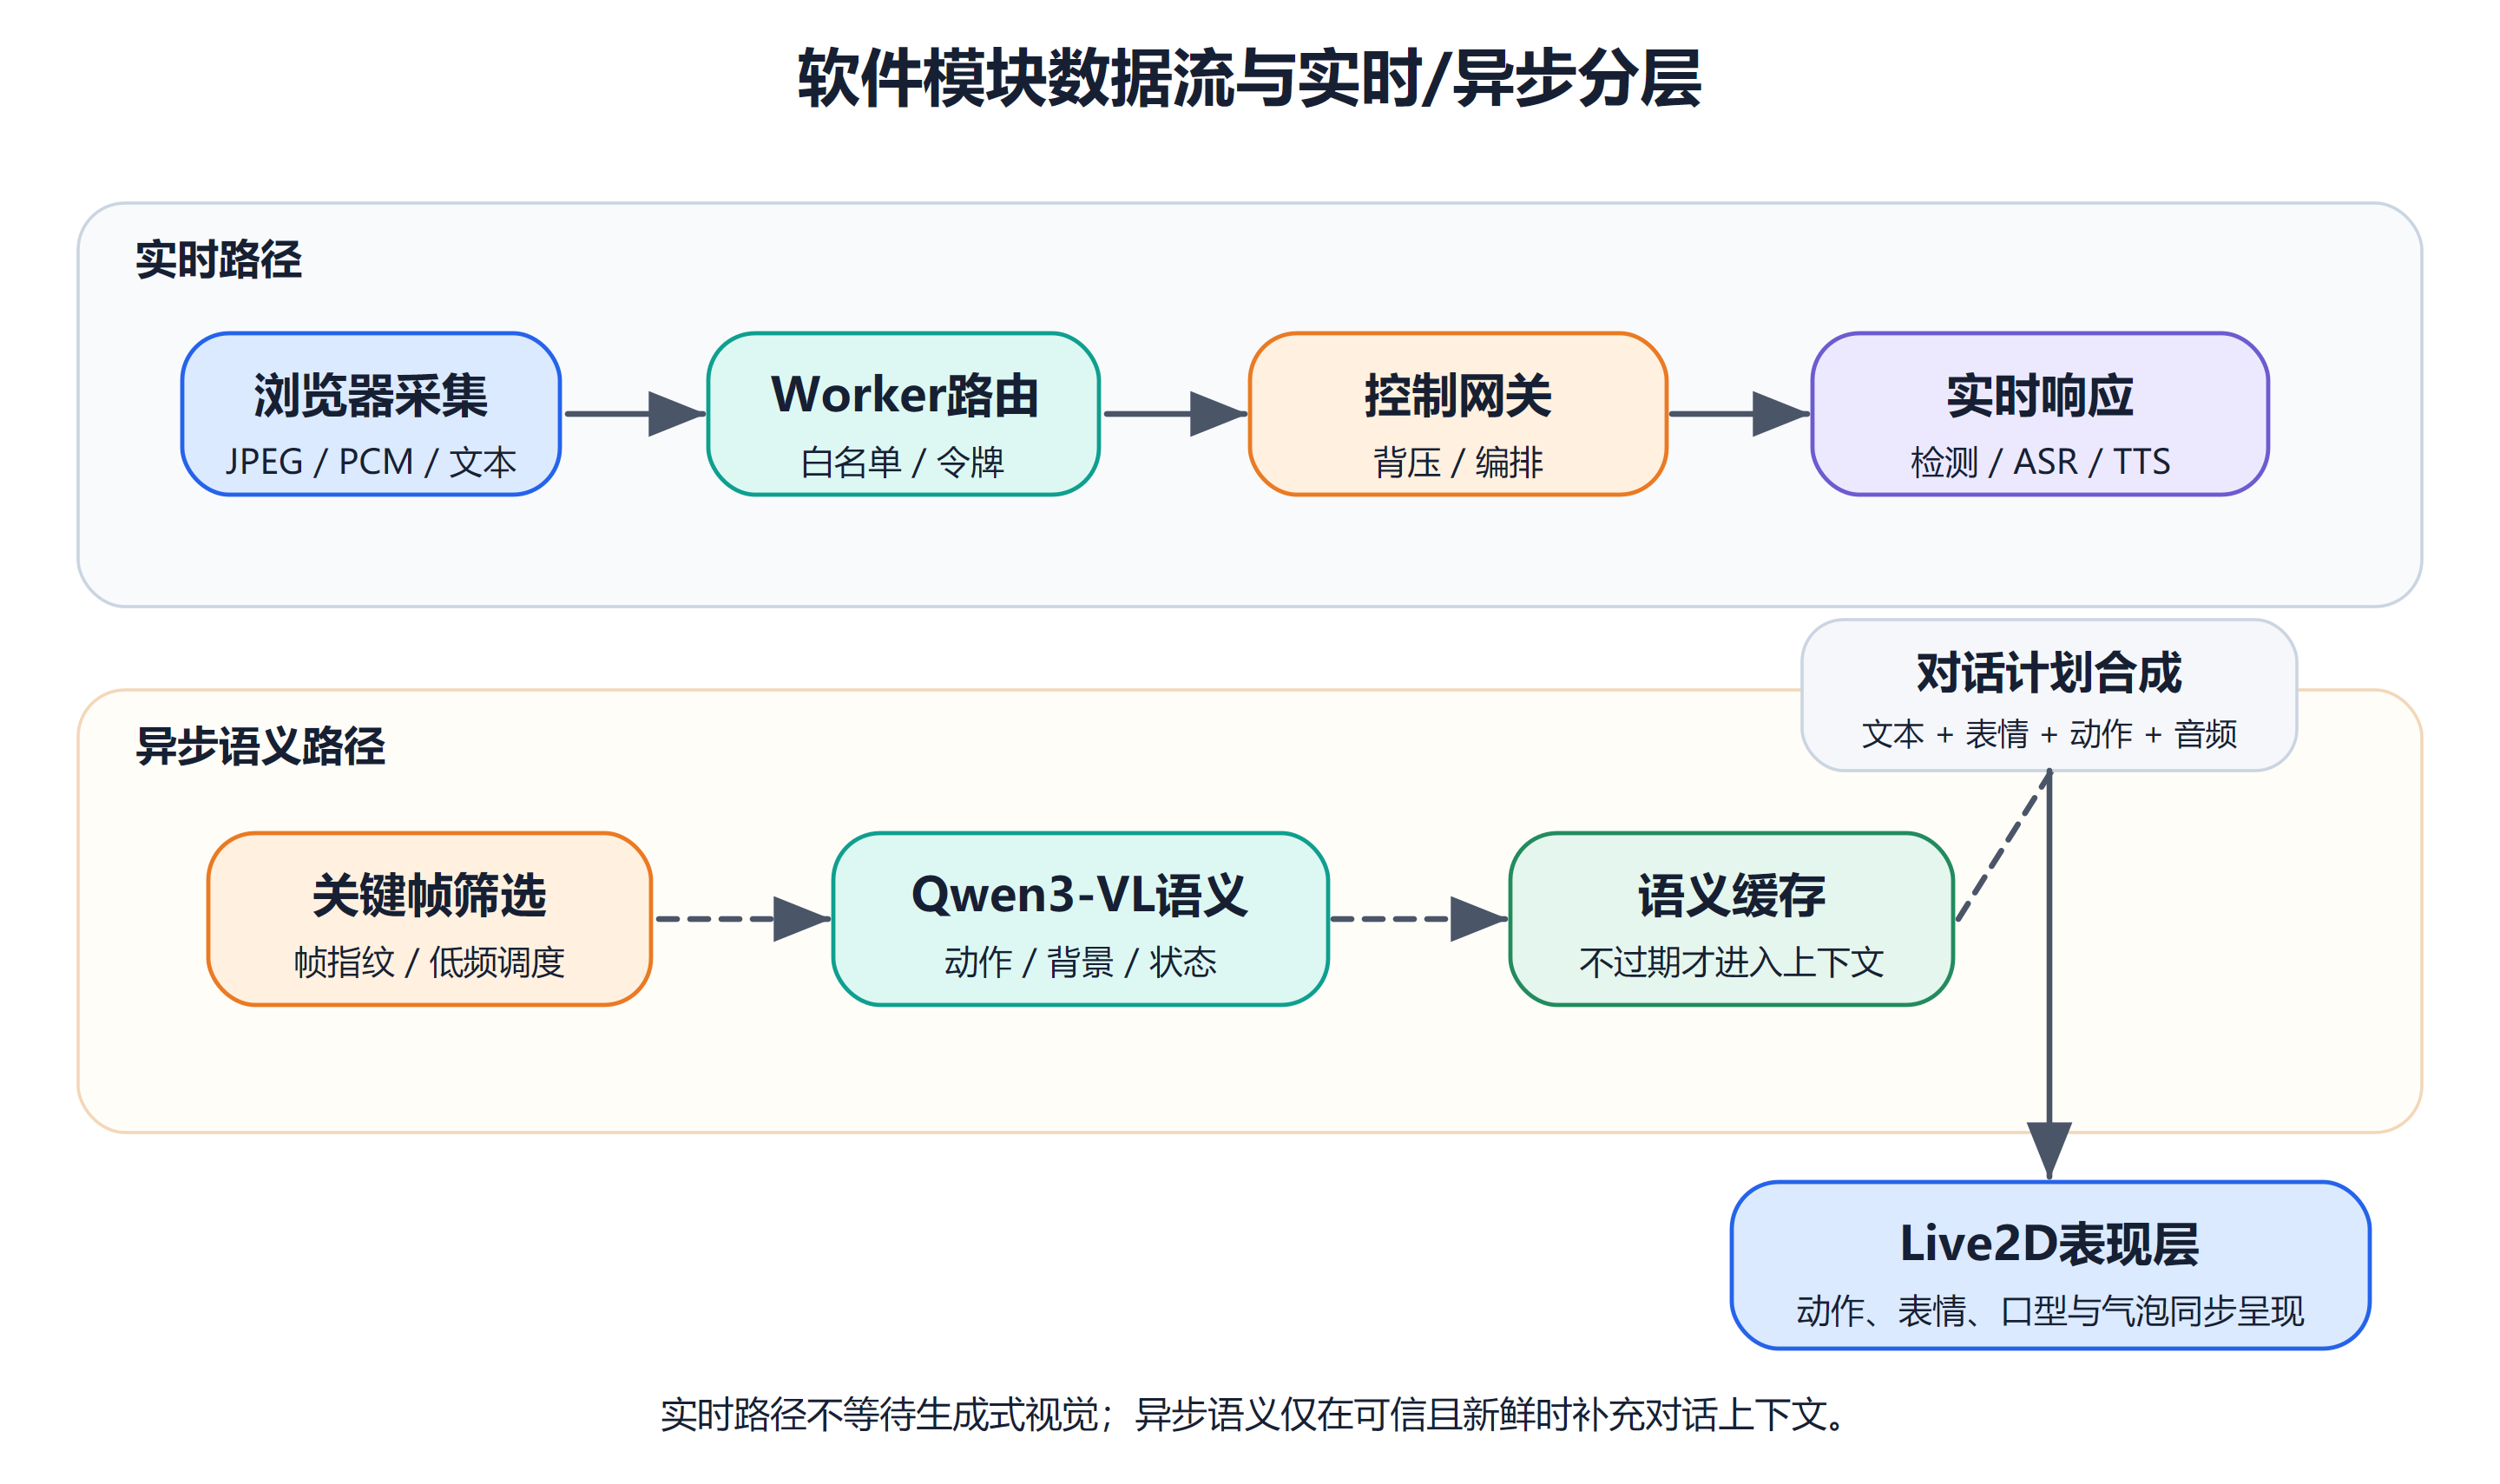 软件模块数据流与实时/异步分层
实时路径
浏览器采集
JPEG / PCM / 文本
Worker路由
白名单 / 令牌
控制网关
背压 / 编排
实时响应
检测 / ASR / TTS
对话计划合成
文本 + 表情 + 动作 + 音频
异步语义路径
关键帧筛选
帧指纹 / 低频调度
Qwen3-VL语义
动作 / 背景 / 状态
语义缓存
不过期才进入上下文
Live2D表现层
动作、表情、口型与气泡同步呈现
实时路径不等待生成式视觉；异步语义仅在可信且新鲜时补充对话上下文。